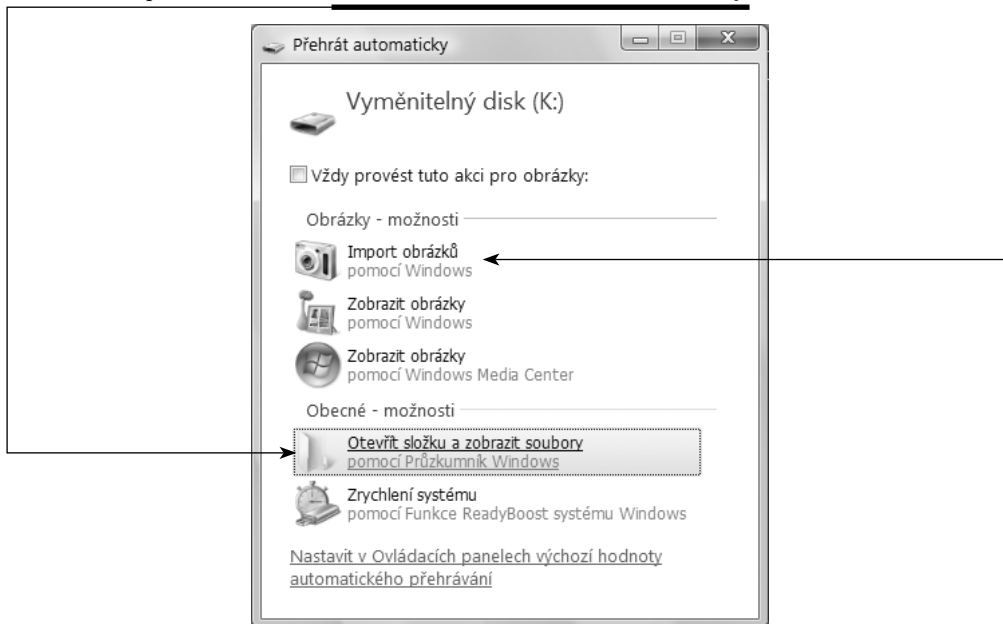 Přehrát automaticky
Vyměnitelný disk (K:)
Vždy provést tuto akci pro obrázky:
Obrázky - možnosti
Import obrázků
pomocí Windows
Zobrazit obrázky
pomocí Windows
Zobrazit obrázky
pomocí Windows Media Center
Obecné - možnosti
Otevřít složku a zobrazit soubory
pomocí Průzkumník Windows
Zrychlení systému
pomocí Funkce ReadyBoost systému Windows
Nastavit v Ovládacích panelech výchozí hodnoty
automatického přehrávání